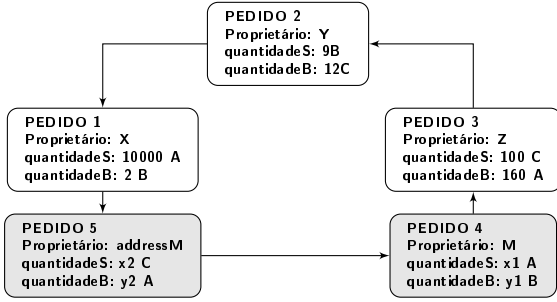 PEDIDO 2
Proprietário: Y
quantidadeS: 9B
quantidadeB: 12C
PEDIDO 1
Proprietário: X
quantidadeS: 10000 A
quantidadeB: 2 B
PEDIDO 3
Proprietário: Z
quantidadeS: 100 C
quantidadeB: 160 A
PEDIDO 5
Proprietário: addressM
quantidadeS: x2 C
quantidadeB: y2 A
PEDIDO 4
Proprietário: M
quantidadeS: x1 A
quantidadeB: y1 B